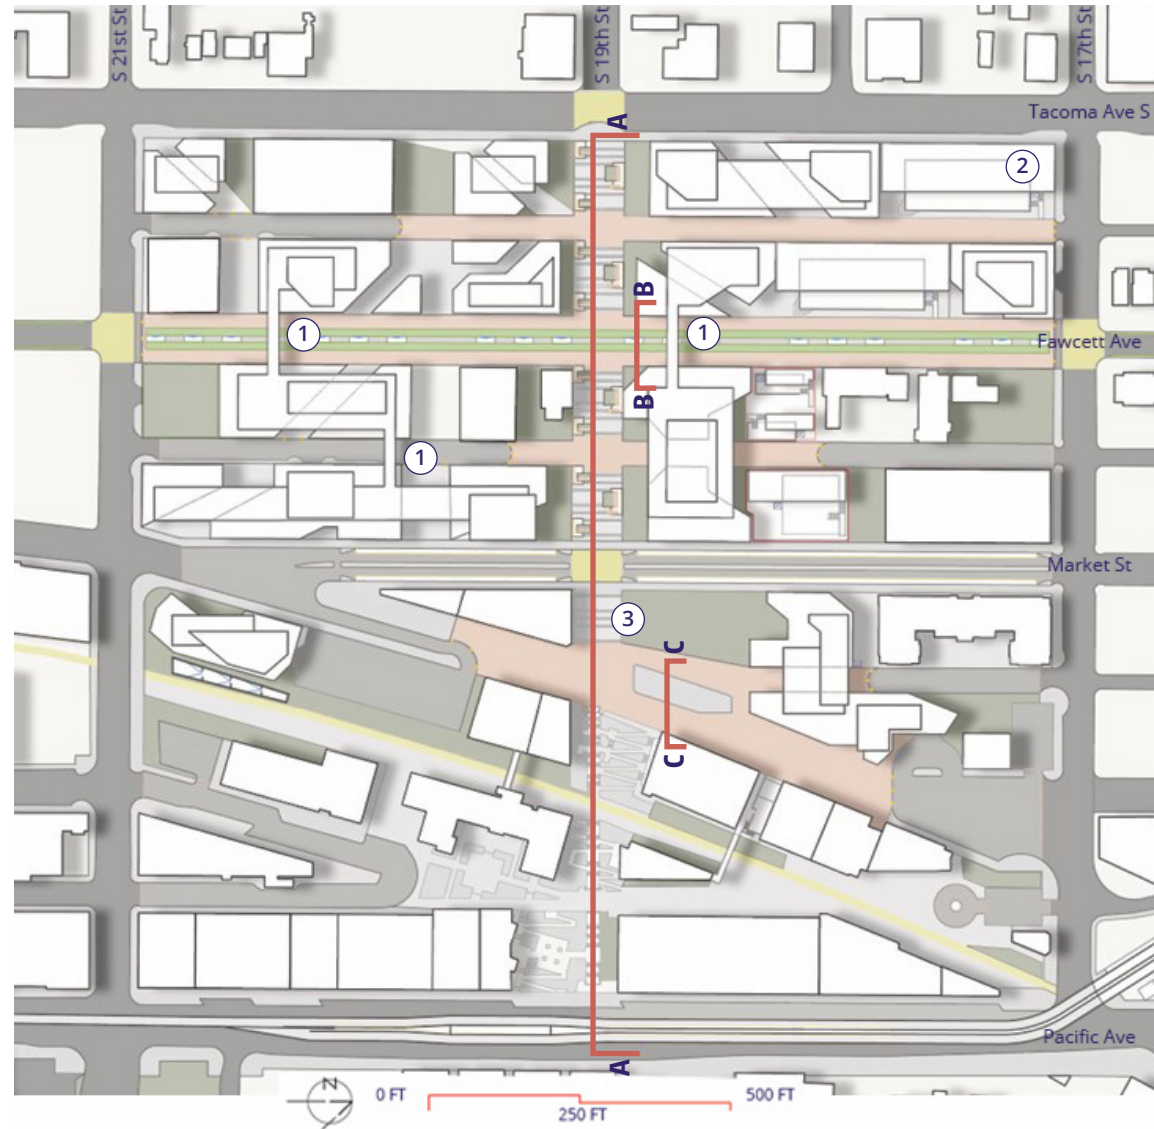 S 21st St
S 19th St
S 17th St
Tacoma Ave S
A
2
B
1
1
Fawcett Ave
B
1
Market St
3
C
C
Pacific Ave
A
N
0 FT
500 FT
250 FT